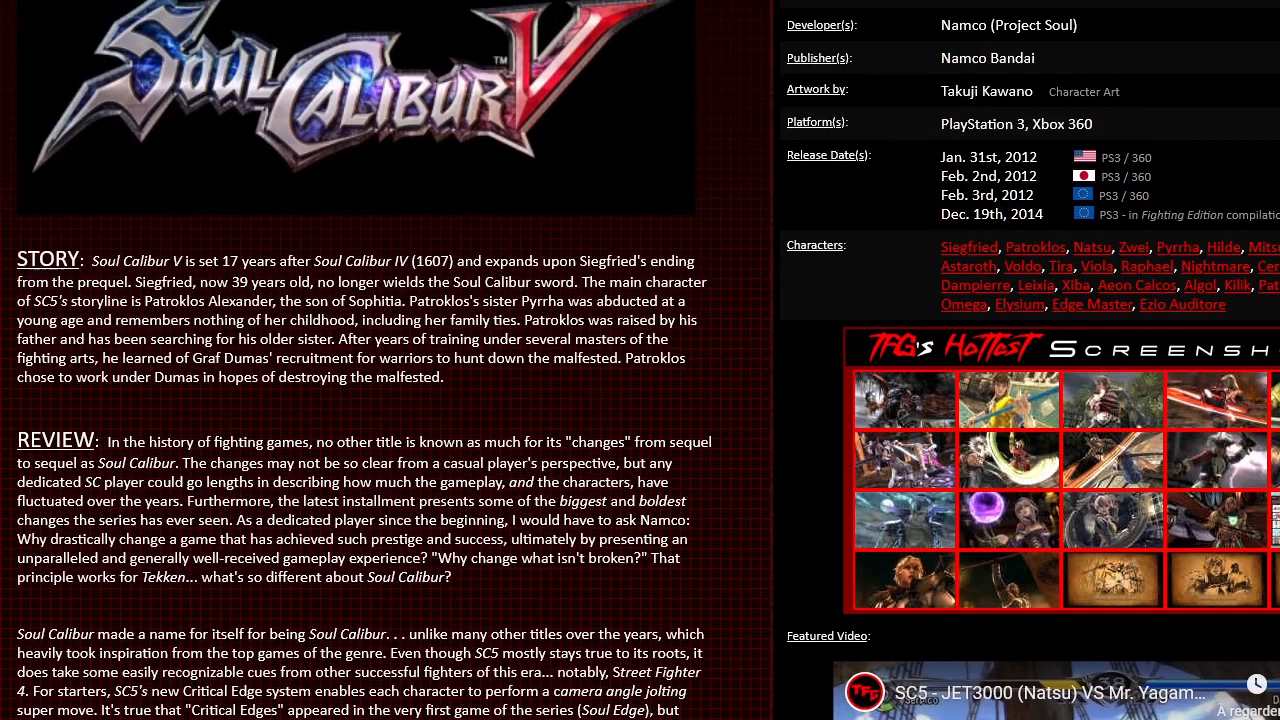 SOUL CALIBUR V ™
STORY: Soul Calibur V is set 17 years after Soul Calibur IV (1607) and expands upon Siegfried's ending
from the prequel. Siegfried, now 39 years old, no longer wields the Soul Calibur sword. The main character
of SC5's storyline is Patroklos Alexander, the son of Sophitia. Patroklos's sister Pyrrha was abducted at a
young age and remembers nothing of her childhood, including her family ties. Patroklos was raised by his
father and has been searching for his older sister. After years of training under several masters of the
fighting arts, he learned of Graf Dumas' recruitment for warriors to hunt down the malfested. Patroklos
chose to work under Dumas in hopes of destroying the malfested.
REVIEW: In the history of fighting games, no other title is known as much for its "changes" from sequel
to sequel as Soul Calibur. The changes may not be so clear from a casual player's perspective, but any
dedicated SC player could go lengths in describing how much the gameplay, and the characters, have
fluctuated over the years. Furthermore, the latest installment presents some of the biggest and boldest
changes the series has ever seen. As a dedicated player since the beginning, I would have to ask Namco:
Why drastically change a game that has achieved such prestige and success, ultimately by presenting an
unparalleled and generally well-received gameplay experience? "Why change what isn't broken?" That
principle works for Tekken... what's so different about Soul Calibur?
Soul Calibur made a name for itself for being Soul Calibur. . . unlike many other titles over the years, which
heavily took inspiration from the top games of the genre. Even though SC5 mostly stays true to its roots, it
does take some easily recognizable cues from other successful fighters of this era... notably, Street Fighter
4. For starters, SC5's new Critical Edge system enables each character to perform a camera angle jolting
super move. It's true that "Critical Edges" appeared in the very first game of the series (Soul Edge), but
Developer(s): Namco (Project Soul)
Publisher(s): Namco Bandai
Artwork by: Takuji Kawano Character Art
Platform(s): PlayStation 3, Xbox 360
Release Date(s): Jan. 31st, 2012 PS3 / 360
Feb. 2nd, 2012 PS3 / 360
Feb. 3rd, 2012 PS3 / 360
Dec. 19th, 2014 PS3 - in Fighting Edition compilatio
Characters: Siegfried, Patroklos, Natsu, Zwei, Pyrrha, Hilde, Mits
Astaroth, Voldo, Tira, Viola, Raphael, Nightmare, Cer
Dampierre, Leixia, Xiba, Aeon Calcos, Algol, Kilik, Pat
Omega, Elysium, Edge Master, Ezio Auditore
TFG's HOTTEST SCREENSH
Featured Video:
TFG SC5 - JET3000 (Natsu) VS Mr. Yagam...
À regarder